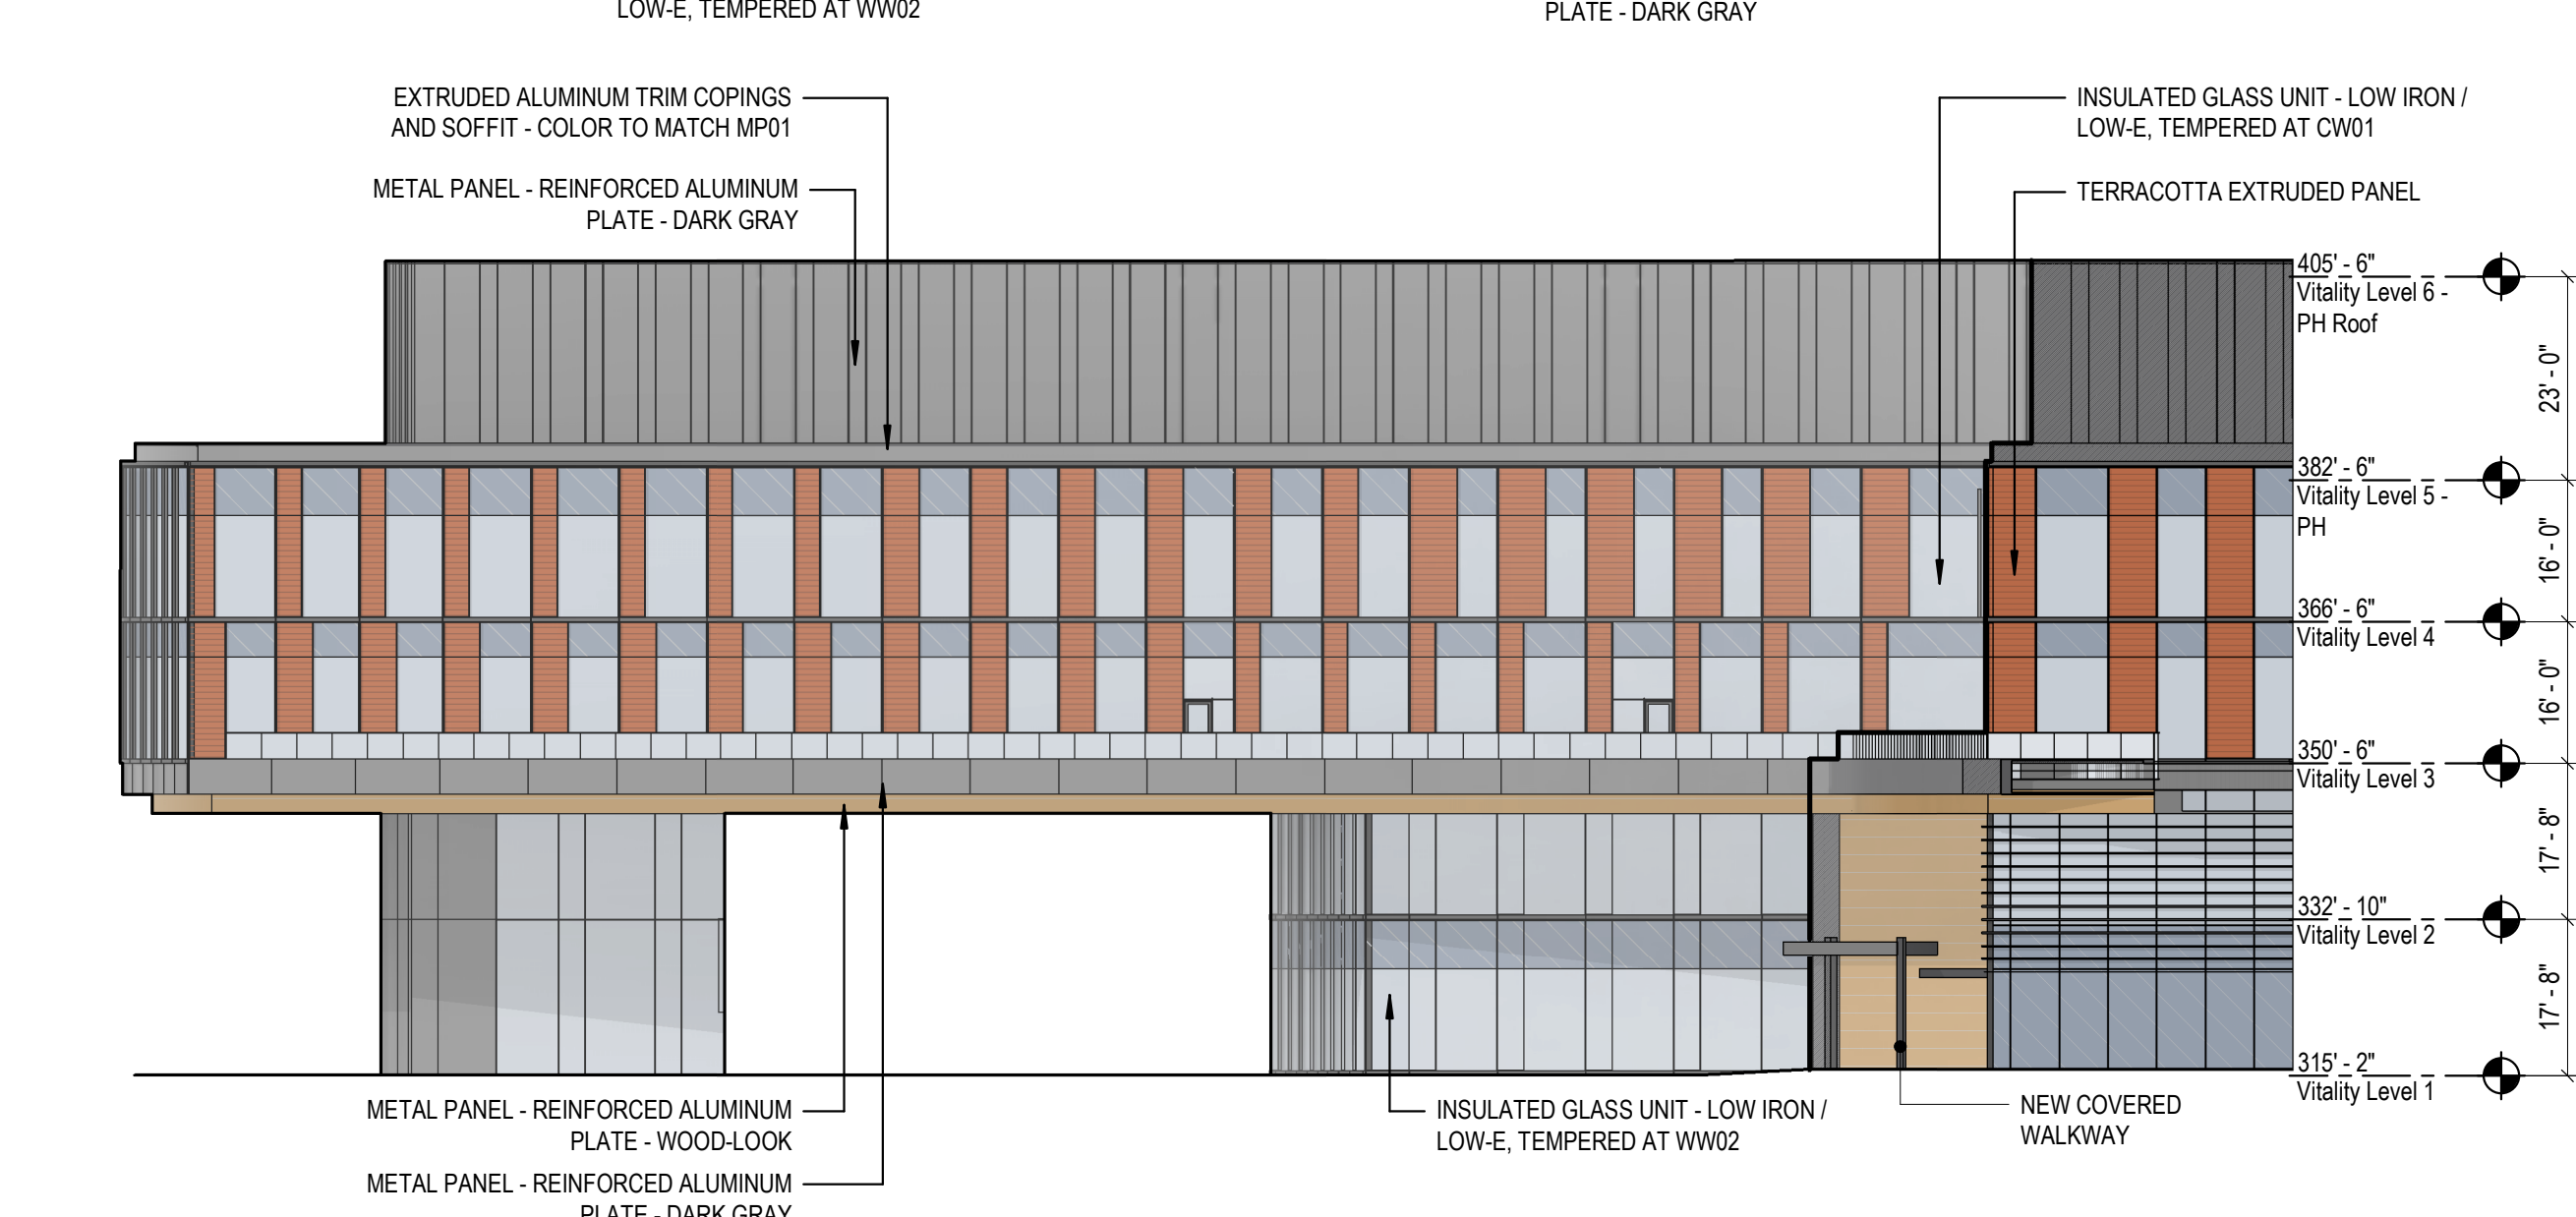 LOW-E, TEMPERED AT WW02
PLATE - DARK GRAY
EXTRUDED ALUMINUM TRIM COPINGS
AND SOFFIT - COLOR TO MATCH MP01
METAL PANEL - REINFORCED ALUMINUM
PLATE - DARK GRAY
INSULATED GLASS UNIT - LOW IRON /
LOW-E, TEMPERED AT CW01
TERRACOTTA EXTRUDED PANEL
405' - 6"
Vitality Level 6 -
PH Roof
23' - 0"
382' - 6"
Vitality Level 5 -
PH
16' - 0"
366' - 6"
Vitality Level 4
16' - 0"
350' - 6"
Vitality Level 3
17' - 8"
332' - 10"
Vitality Level 2
17' - 8"
315' - 2"
Vitality Level 1
METAL PANEL - REINFORCED ALUMINUM
PLATE - WOOD-LOOK
METAL PANEL - REINFORCED ALUMINUM
PLATE - DARK GRAY
INSULATED GLASS UNIT - LOW IRON /
LOW-E, TEMPERED AT WW02
NEW COVERED
WALKWAY